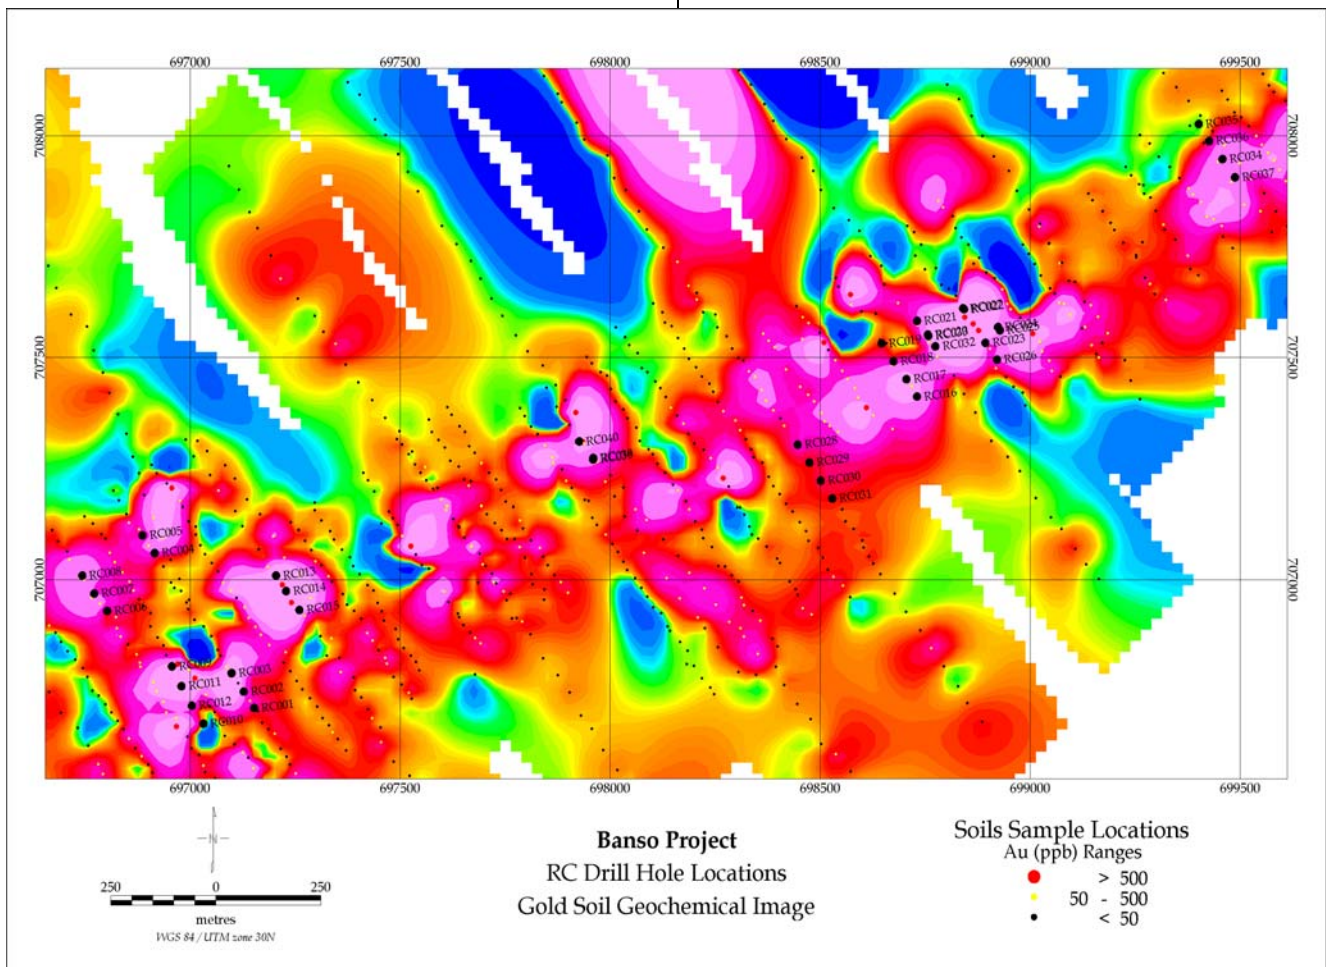 697000 697500 698000 698500 699000 699500
708000 708000
RC035
RC036
RC034
RC037
RC022
RC021
RC019 RC032 RC023
RC018 RC026
RC017
707500 707500
RC016
RC040 RC028
RC029
RC030
RC031
RC005
RC004
RC008 RC013
RC007 RC014
707000 707000
RC006 RC015
RC003
RC011 RC002
RC012 RC001
RC010
697000 697500 698000 698500 699000 699500
N
250 0 250
metres
WGS 84 / UTM zone 30N
Banso Project
RC Drill Hole Locations
Gold Soil Geochemical Image
Soils Sample Locations
Au (ppb) Ranges
> 500
50 - 500
< 50